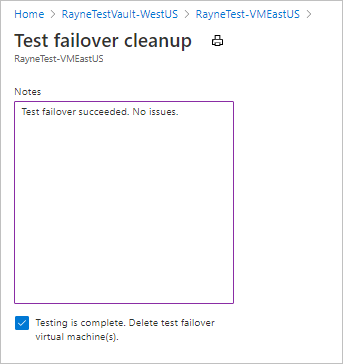 Home > RayneTestVault-WestUS > RayneTest-VMEastUS >
Test failover cleanup
RayneTest-VMEastUS
Notes
Test failover succeeded. No issues.
Testing is complete. Delete test failover
virtual machine(s).